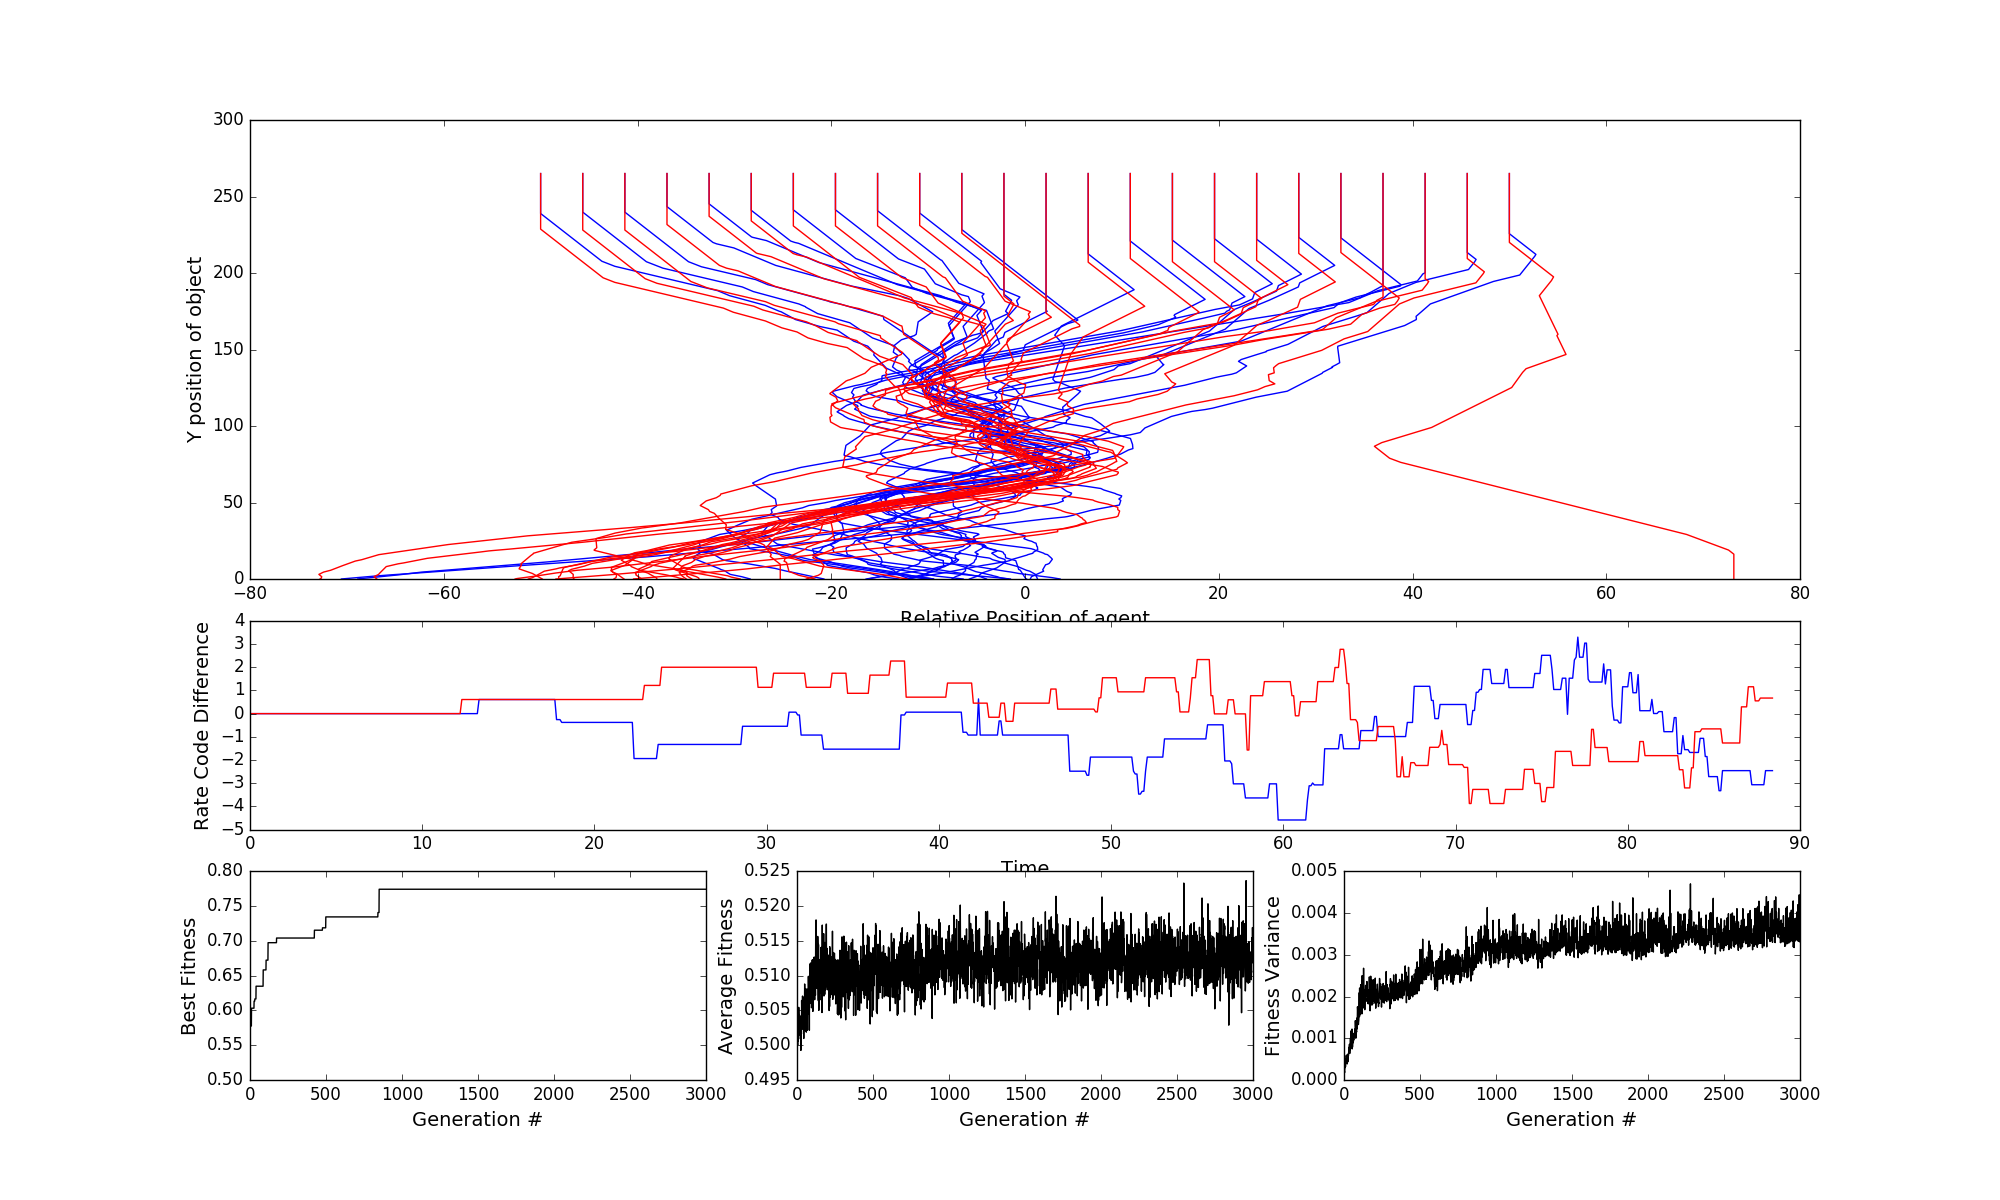 300
250
200
150
100
50
0
Y position of object
−80 −60 −40 −20 0 20 40 60 80
Relative Position of agent
4
3
2
1
0
−1
−2
−3
−4
−5
Rate Code Difference
0 10 20 30 40 50 60 70 80 90
Time
0.80
0.75
0.70
0.65
0.60
0.55
0.50
Best Fitness
0 500 1000 1500 2000 2500 3000
Generation #
0.525
0.520
0.515
0.510
0.505
0.500
0.495
Average Fitness
0 500 1000 1500 2000 2500 3000
Generation #
0.005
0.004
0.003
0.002
0.001
0.000
Fitness Variance
0 500 1000 1500 2000 2500 3000
Generation #